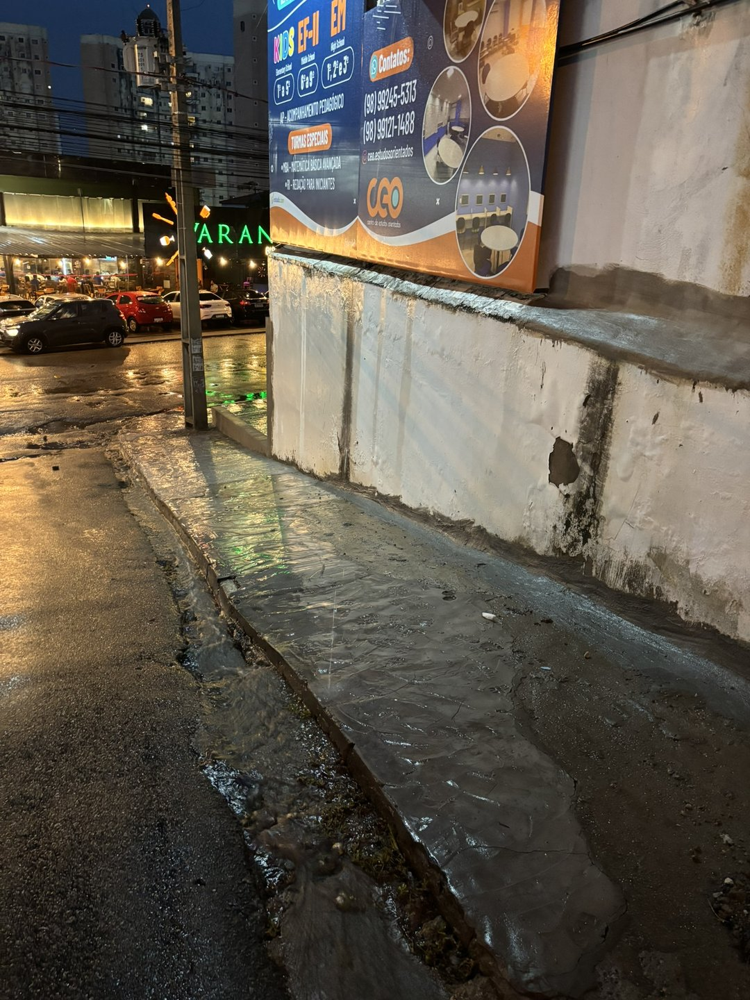 KIDS
Elementary School
1º a 5º
EF-II
Middle School
6º a 9º
EM
High School
1ª, 2ª e 3ª
AP - ACOMPANHAMENTO PEDAGÓGICO
TURMAS ESPECIAIS
MBA - MATEMÁTICA BÁSICA AVANÇADA
RI - REDAÇÃO PARA INICIANTES
Contatos:
(98) 99245-5313
(98) 99121-1488
ceo.estudosorientados
ceo
centro de estudos orientados
VARAN